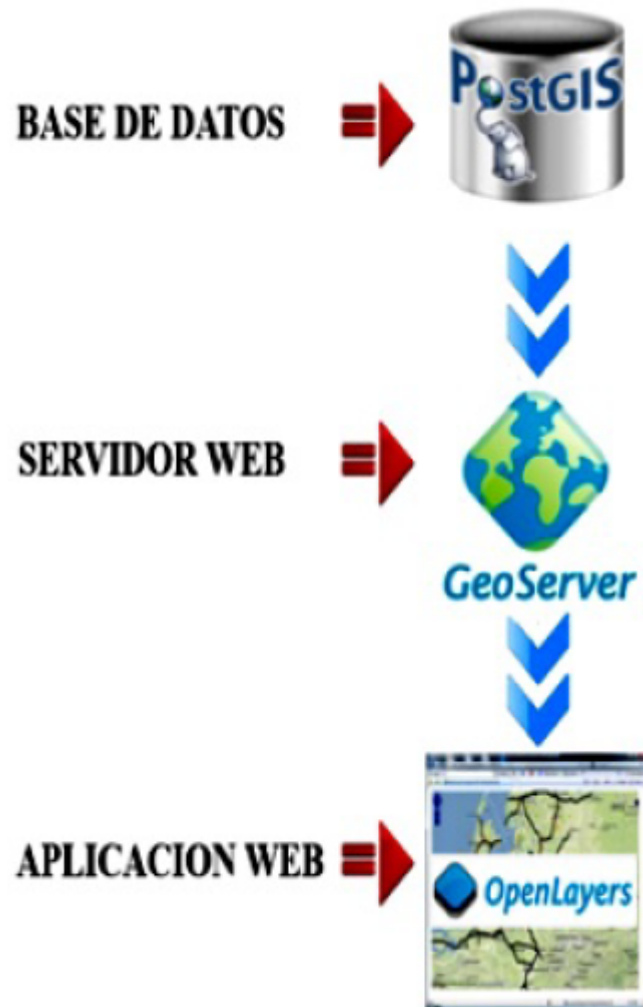 BASE DE DATOS
PostGIS
SERVIDOR WEB
GeoServer
APLICACION WEB
OpenLayers